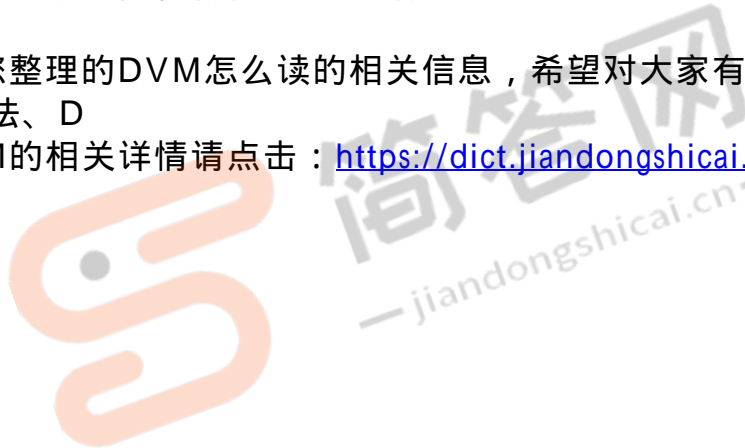 整理的DVM怎么读的相关信息，希望对大家有
法、D
的相关详情请点击：https://dict.jiandongshicai.
简答网
jiandongshicai.cn